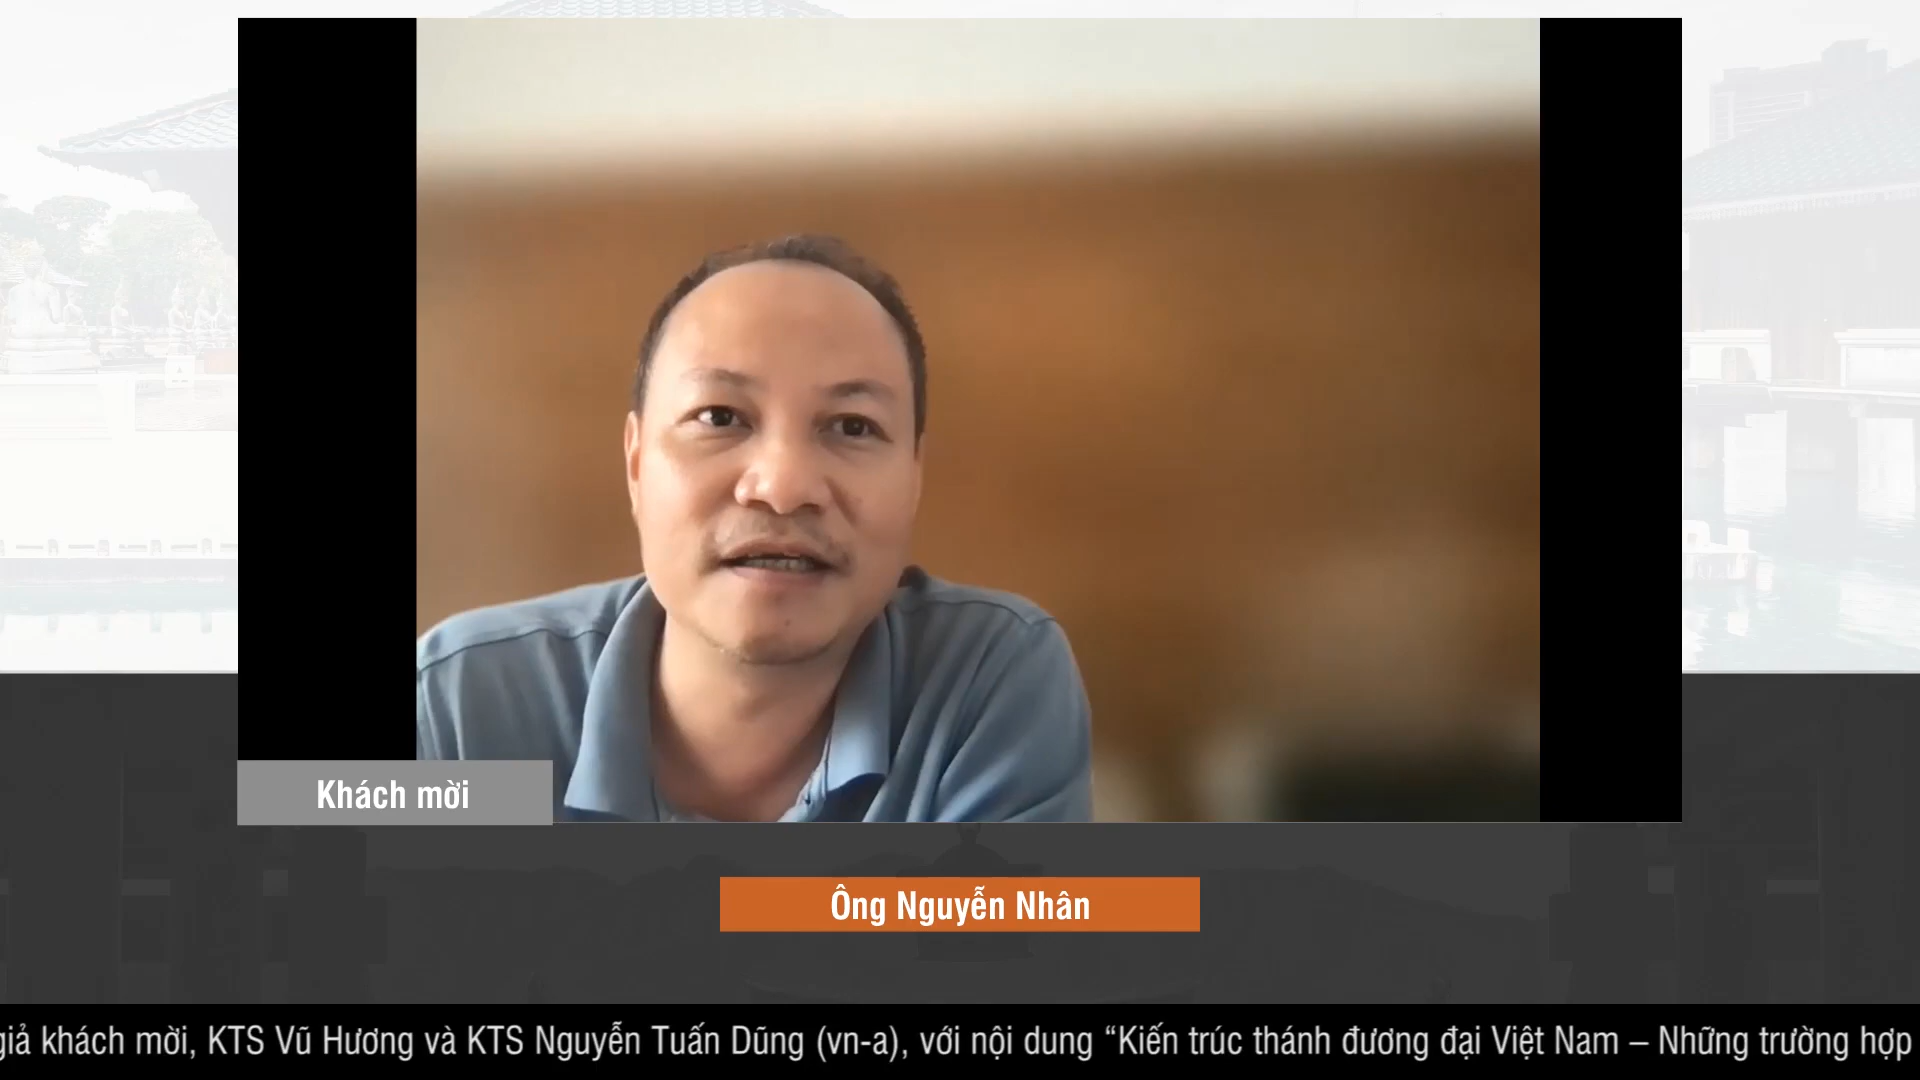 Khách mời
Ông Nguyễn Nhân
giả khách mời, KTS Vũ Hương và KTS Nguyễn Tuấn Dũng (vn-a), với nội dung “Kiến trúc thánh đương đại Việt Nam – Những trường hợp